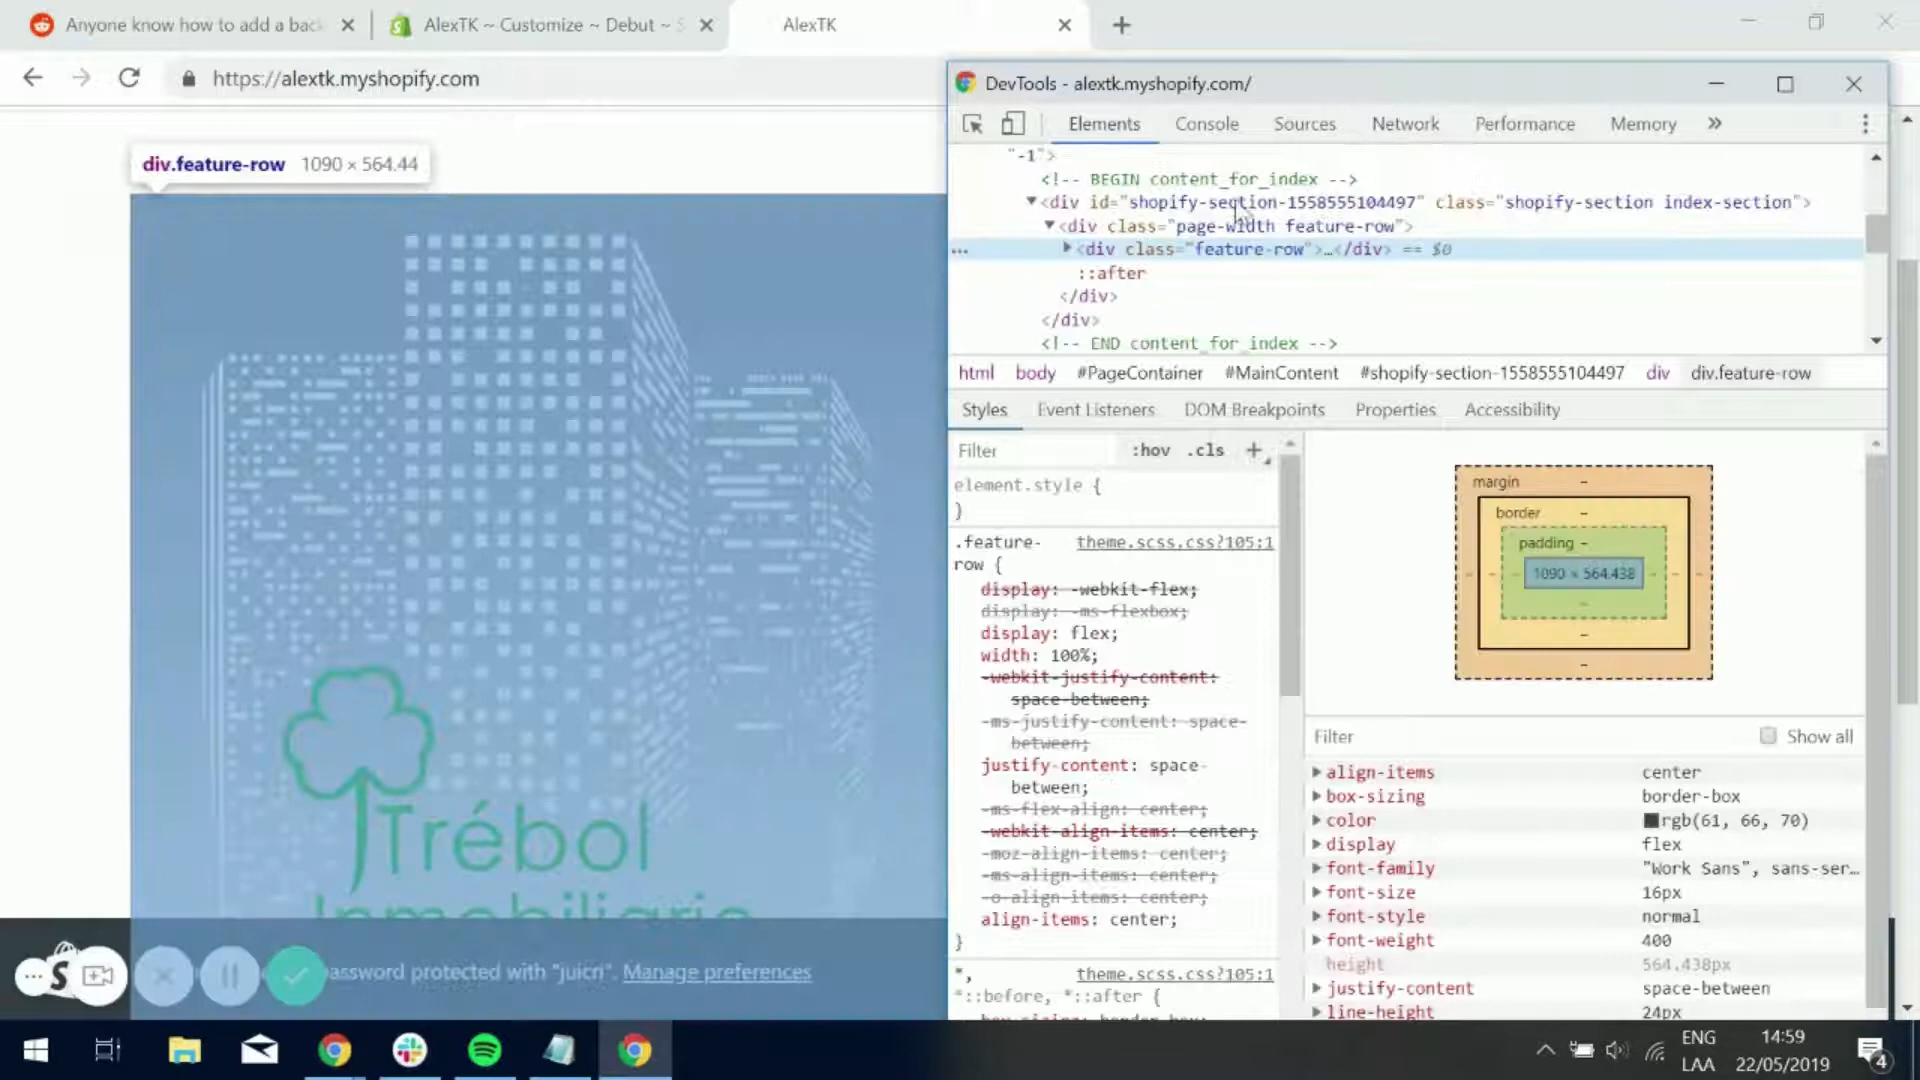 Anyone know how to add a bac
AlexTK ~ Customize ~ Debut ~ S
AlexTK
https://alextk.myshopify.com
div.feature-row 1090 × 564.44
Trébol
Inmobiliaria
S
assword protected with "juicri". Manage preferences
DevTools - alextk.myshopify.com/
Elements Console Sources Network Performance Memory »
"-1">
<!-- BEGIN content_for_index -->
▼<div id="shopify-section-1558555104497" class="shopify-section index-section">
▼<div class="page-width feature-row">
... ▶<div class="feature-row">…</div> == $0
::after
</div>
</div>
<!-- END content_for_index -->
html body #PageContainer #MainContent #shopify-section-1558555104497 div div.feature-row
Styles Event Listeners DOM Breakpoints Properties Accessibility
Filter :hov .cls +
element.style {
}
.feature- theme.scss.css?105:1
row {
display: -webkit-flex;
display: -ms-flexbox;
display: flex;
width: 100%;
-webkit-justify-content:
space-between;
-ms-justify-content: space-
between;
justify-content: space-
between;
-ms-flex-align: center;
-webkit-align-items: center;
-moz-align-items: center;
-ms-align-items: center;
-o-align-items: center;
align-items: center;
}
*, theme.scss.css?105:1
*::before, *::after {
box-sizing: border-box;
margin -
border -
padding -
1090 × 564.438
Filter Show all
▶align-items center
▶box-sizing border-box
▶color rgb(61, 66, 70)
▶display flex
▶font-family "Work Sans", sans-ser…
▶font-size 16px
▶font-style normal
▶font-weight 400
height 564.438px
▶justify-content space-between
▶line-height 24px
ENG
LAA
14:59
22/05/2019
4